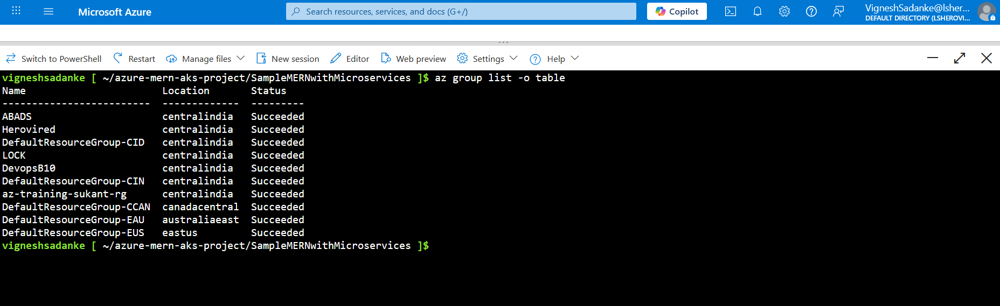 Microsoft Azure
Search resources, services, and docs (G+/)
Copilot
VigneshSadanke@lsher...
DEFAULT DIRECTORY (LSHEROVI...
Switch to PowerShell Restart Manage files New session Editor Web preview Settings Help
vigneshsadanke [ ~/azure-mern-aks-project/SampleMERNwithMicroservices ]$ az group list -o table
Name                       Location       Status
-------------------------  -------------  ---------
ABADS                      centralindia   Succeeded
Herovired                  centralindia   Succeeded
DefaultResourceGroup-CID   centralindia   Succeeded
LOCK                       centralindia   Succeeded
DevopsB10                  centralindia   Succeeded
DefaultResourceGroup-CIN   centralindia   Succeeded
az-training-sukant-rg      centralindia   Succeeded
DefaultResourceGroup-CCAN  canadacentral  Succeeded
DefaultResourceGroup-EAU   australiaeast  Succeeded
DefaultResourceGroup-EUS   eastus         Succeeded
vigneshsadanke [ ~/azure-mern-aks-project/SampleMERNwithMicroservices ]$